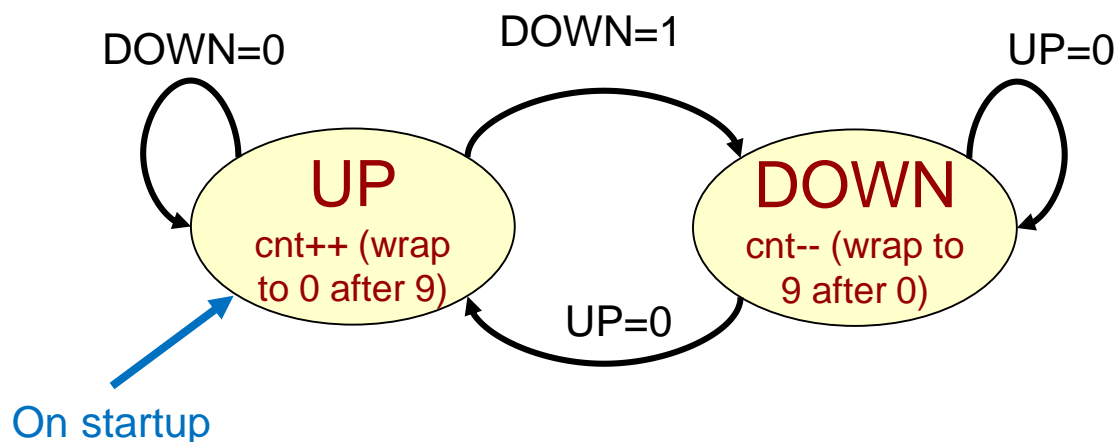 DOWN=0
DOWN=1
UP=0
UP
cnt++ (wrap
to 0 after 9)
DOWN
cnt-- (wrap to
9 after 0)
UP=0
On startup